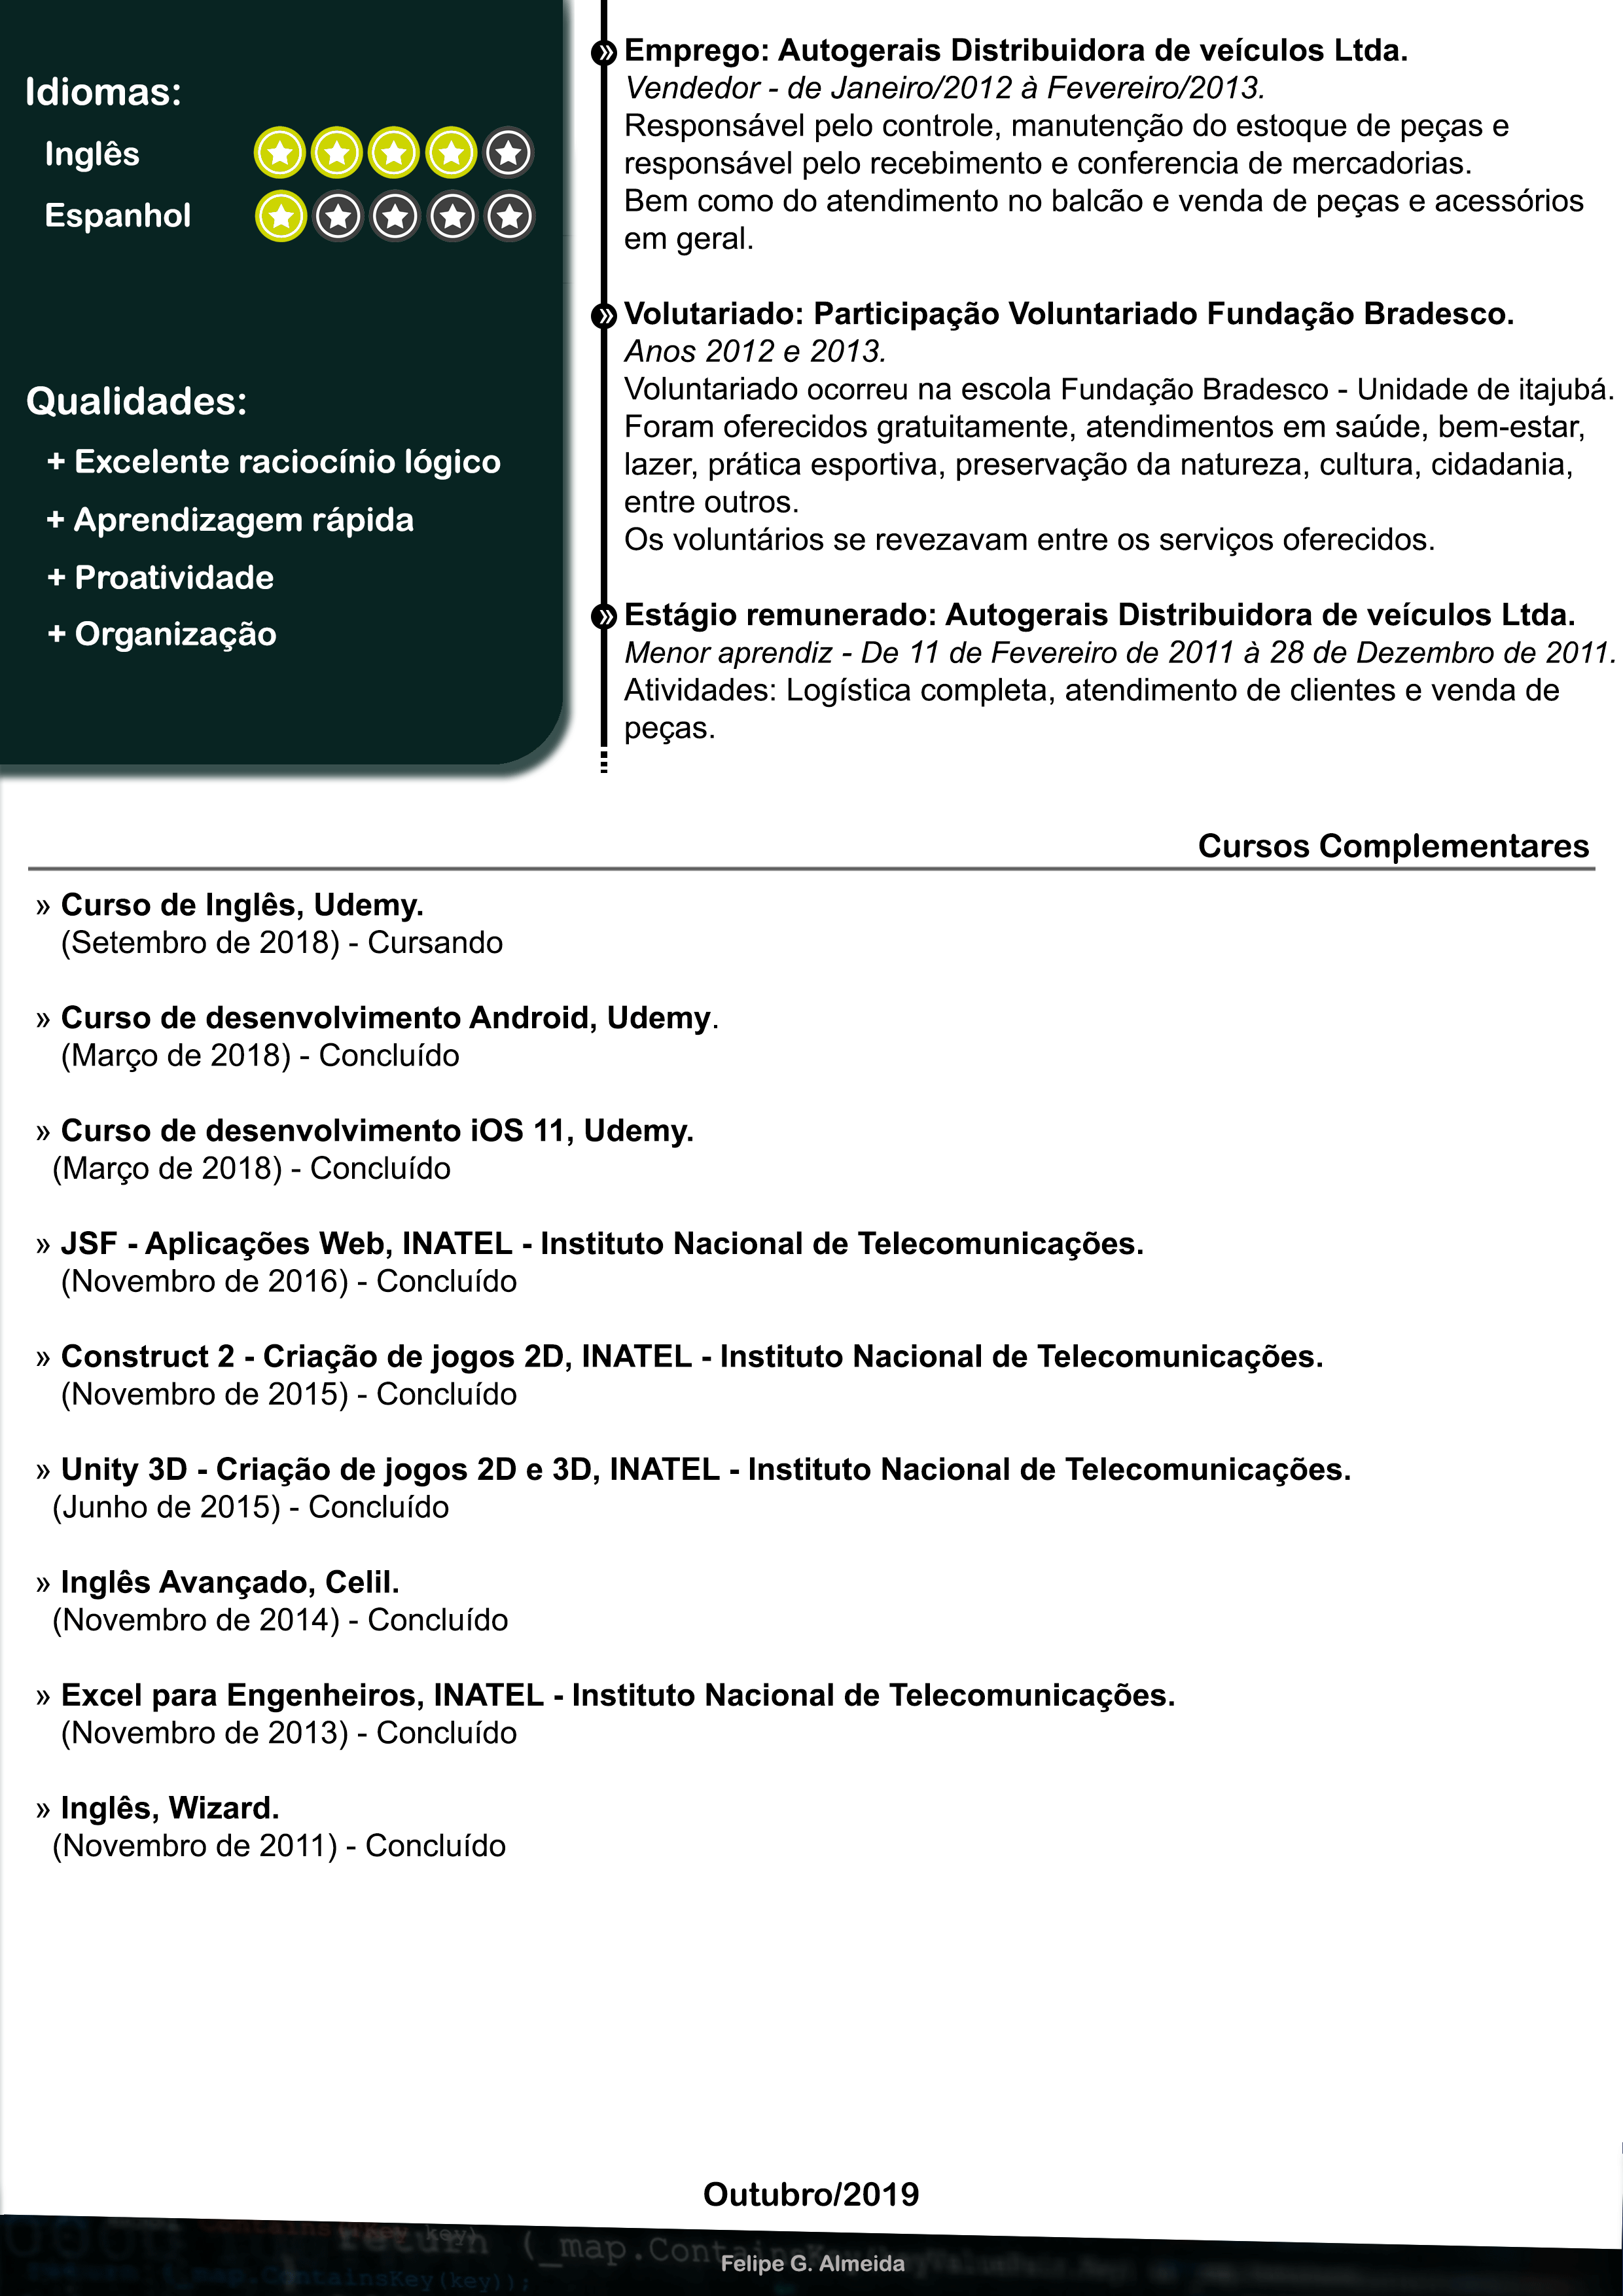 Idiomas:
Inglês
Espanhol
Qualidades:
+ Excelente raciocínio lógico
+ Aprendizagem rápida
+ Proatividade
+ Organização
» Emprego: Autogerais Distribuidora de veículos Ltda.
Vendedor - de Janeiro/2012 à Fevereiro/2013.
Responsável pelo controle, manutenção do estoque de peças e
responsável pelo recebimento e conferencia de mercadorias.
Bem como do atendimento no balcão e venda de peças e acessórios
em geral.
» Volutariado: Participação Voluntariado Fundação Bradesco.
Anos 2012 e 2013.
Voluntariado ocorreu na escola Fundação Bradesco - Unidade de itajubá.
Foram oferecidos gratuitamente, atendimentos em saúde, bem-estar,
lazer, prática esportiva, preservação da natureza, cultura, cidadania,
entre outros.
Os voluntários se revezavam entre os serviços oferecidos.
» Estágio remunerado: Autogerais Distribuidora de veículos Ltda.
Menor aprendiz - De 11 de Fevereiro de 2011 à 28 de Dezembro de 2011.
Atividades: Logística completa, atendimento de clientes e venda de
peças.
Cursos Complementares
» Curso de Inglês, Udemy.
(Setembro de 2018) - Cursando
» Curso de desenvolvimento Android, Udemy.
(Março de 2018) - Concluído
» Curso de desenvolvimento iOS 11, Udemy.
(Março de 2018) - Concluído
» JSF - Aplicações Web, INATEL - Instituto Nacional de Telecomunicações.
(Novembro de 2016) - Concluído
» Construct 2 - Criação de jogos 2D, INATEL - Instituto Nacional de Telecomunicações.
(Novembro de 2015) - Concluído
» Unity 3D - Criação de jogos 2D e 3D, INATEL - Instituto Nacional de Telecomunicações.
(Junho de 2015) - Concluído
» Inglês Avançado, Celil.
(Novembro de 2014) - Concluído
» Excel para Engenheiros, INATEL - Instituto Nacional de Telecomunicações.
(Novembro de 2013) - Concluído
» Inglês, Wizard.
(Novembro de 2011) - Concluído
Outubro/2019
key)
return (_map.ContainsKey
Felipe G. Almeida
return (_map.ContainsKey(key));